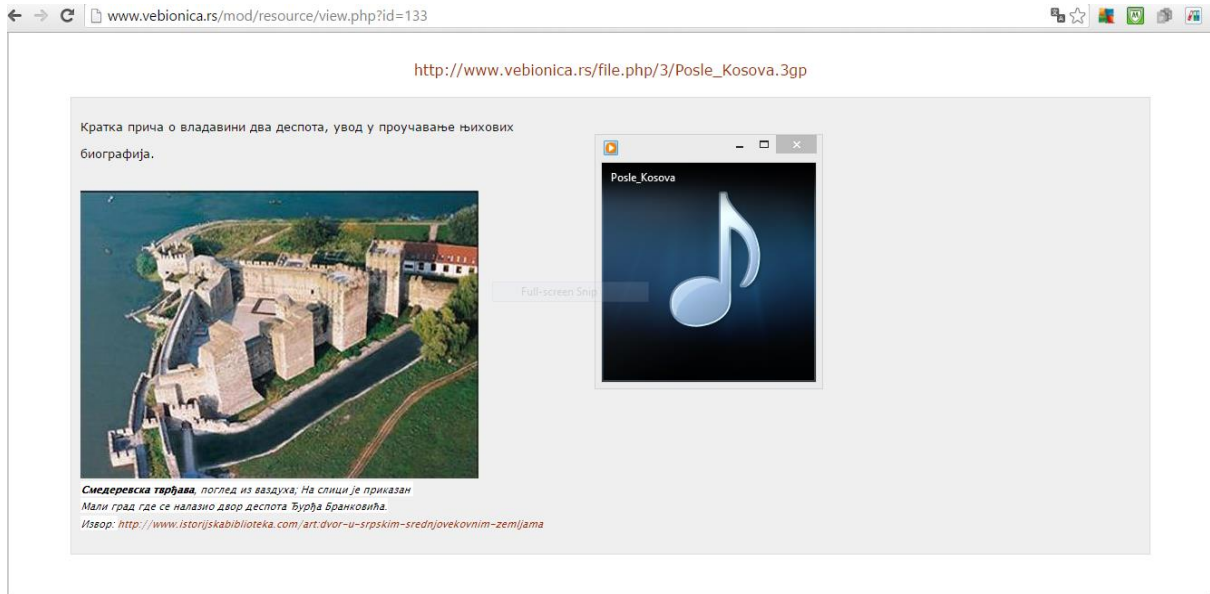 www.vebionica.rs/mod/resource/view.php?id=133
http://www.vebionica.rs/file.php/3/Posle_Kosova.3gp
Кратка прича о владавини два деспота, увод у проучавање њихових
биографија.
Posle_Kosova
Full-screen Snip
Смедеревска тврђава, поглед из ваздуха; На слици је приказан
Мали град где се налазио двор деспота Ђурђа Бранковића.
Извор: http://www.istorijskabiblioteka.com/art:dvor-u-srpskim-srednjovekovnim-zemljama